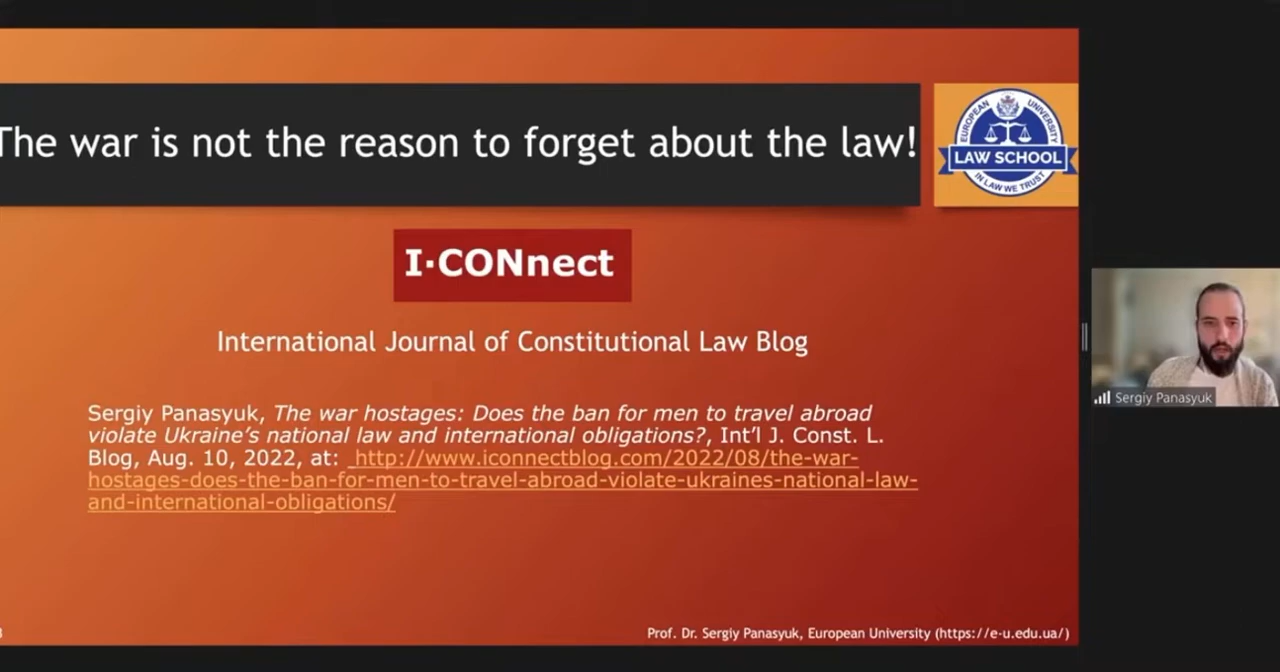 The war is not the reason to forget about the law!
EUROPEAN UNIVERSITY
LAW SCHOOL
IN LAW WE TRUST
I·CONnect
International Journal of Constitutional Law Blog
Sergiy Panasyuk, The war hostages: Does the ban for men to travel abroad
violate Ukraine's national law and international obligations?, Int'l J. Const. L.
Blog, Aug. 10, 2022, at: http://www.iconnectblog.com/2022/08/the-war-
hostages-does-the-ban-for-men-to-travel-abroad-violate-ukraines-national-law-
and-international-obligations/
Sergiy Panasyuk
Prof. Dr. Sergiy Panasyuk, European University (https://e-u.edu.ua/)